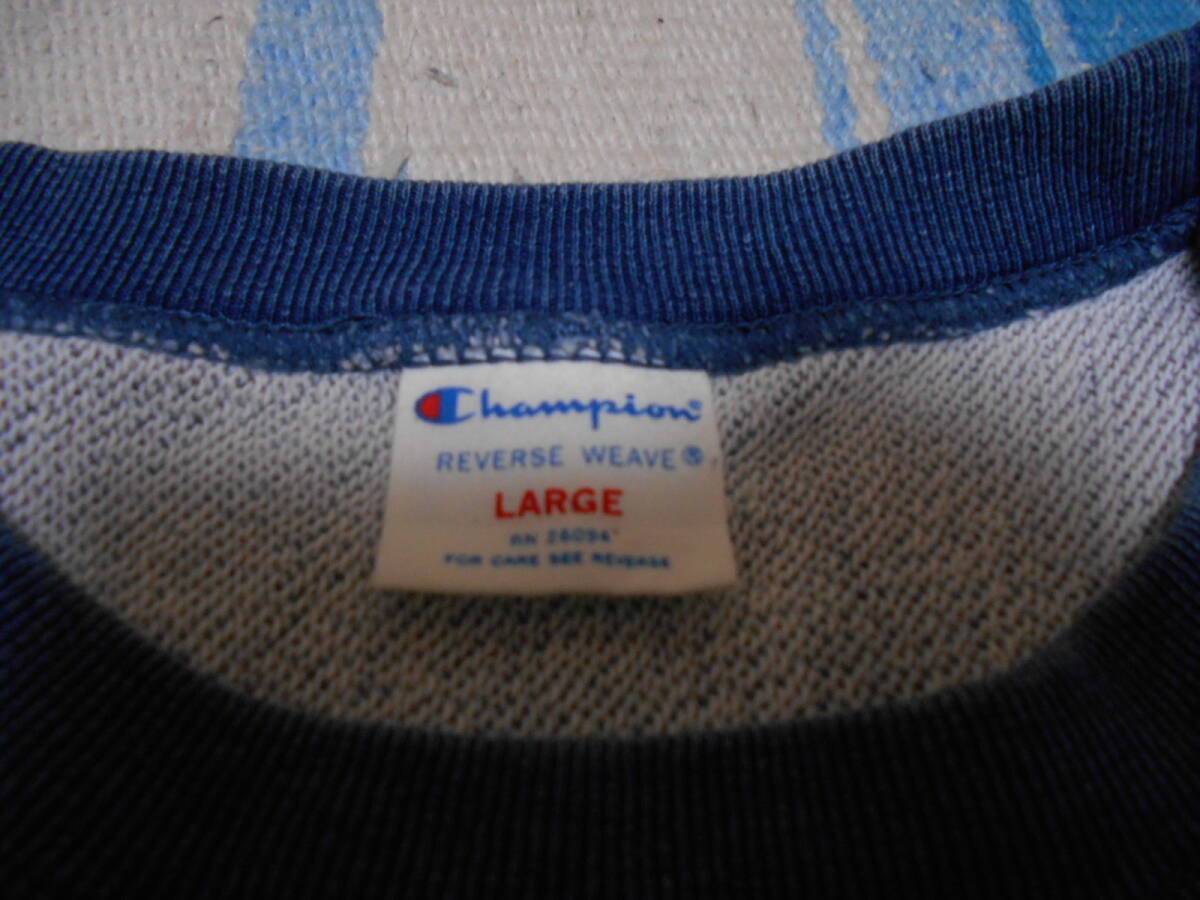 Champion
REVERSE WEAVE®
LARGE
RN 26094
FOR CARE SEE REVERSE